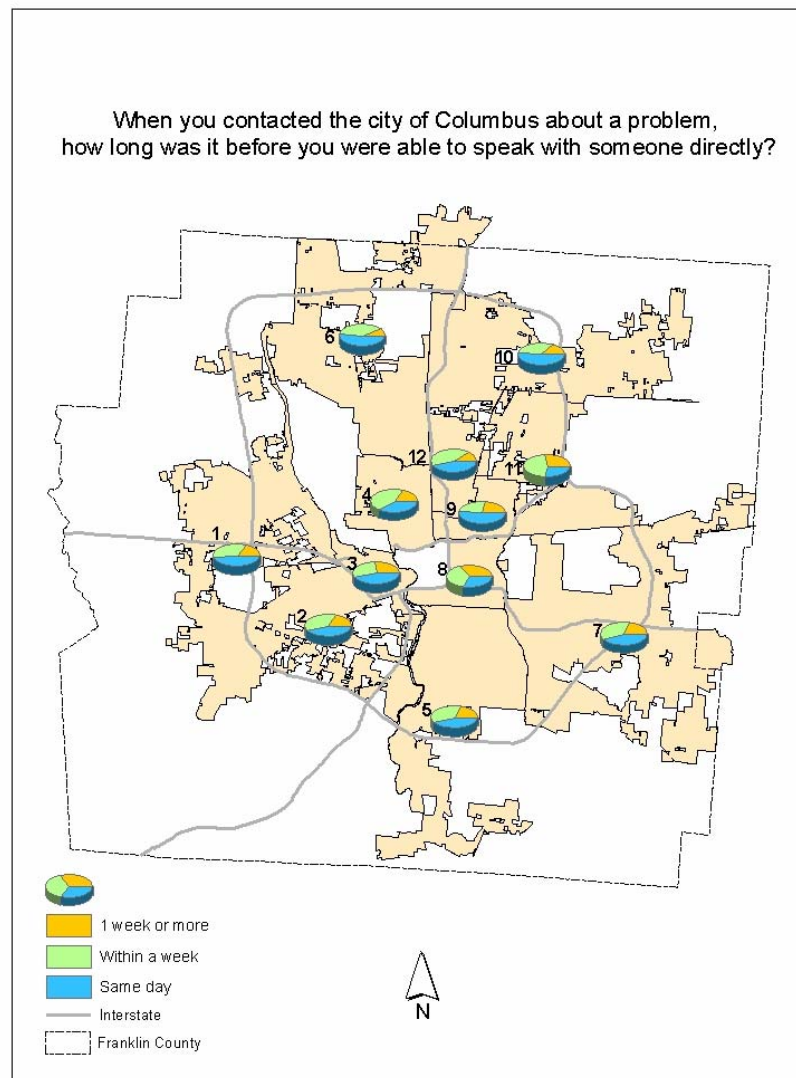 When you contacted the city of Columbus about a problem,
how long was it before you were able to speak with someone directly?
6
10
12
11
4
9
1
3
8
2
7
5
1 week or more
Within a week
Same day
Interstate
Franklin County
N